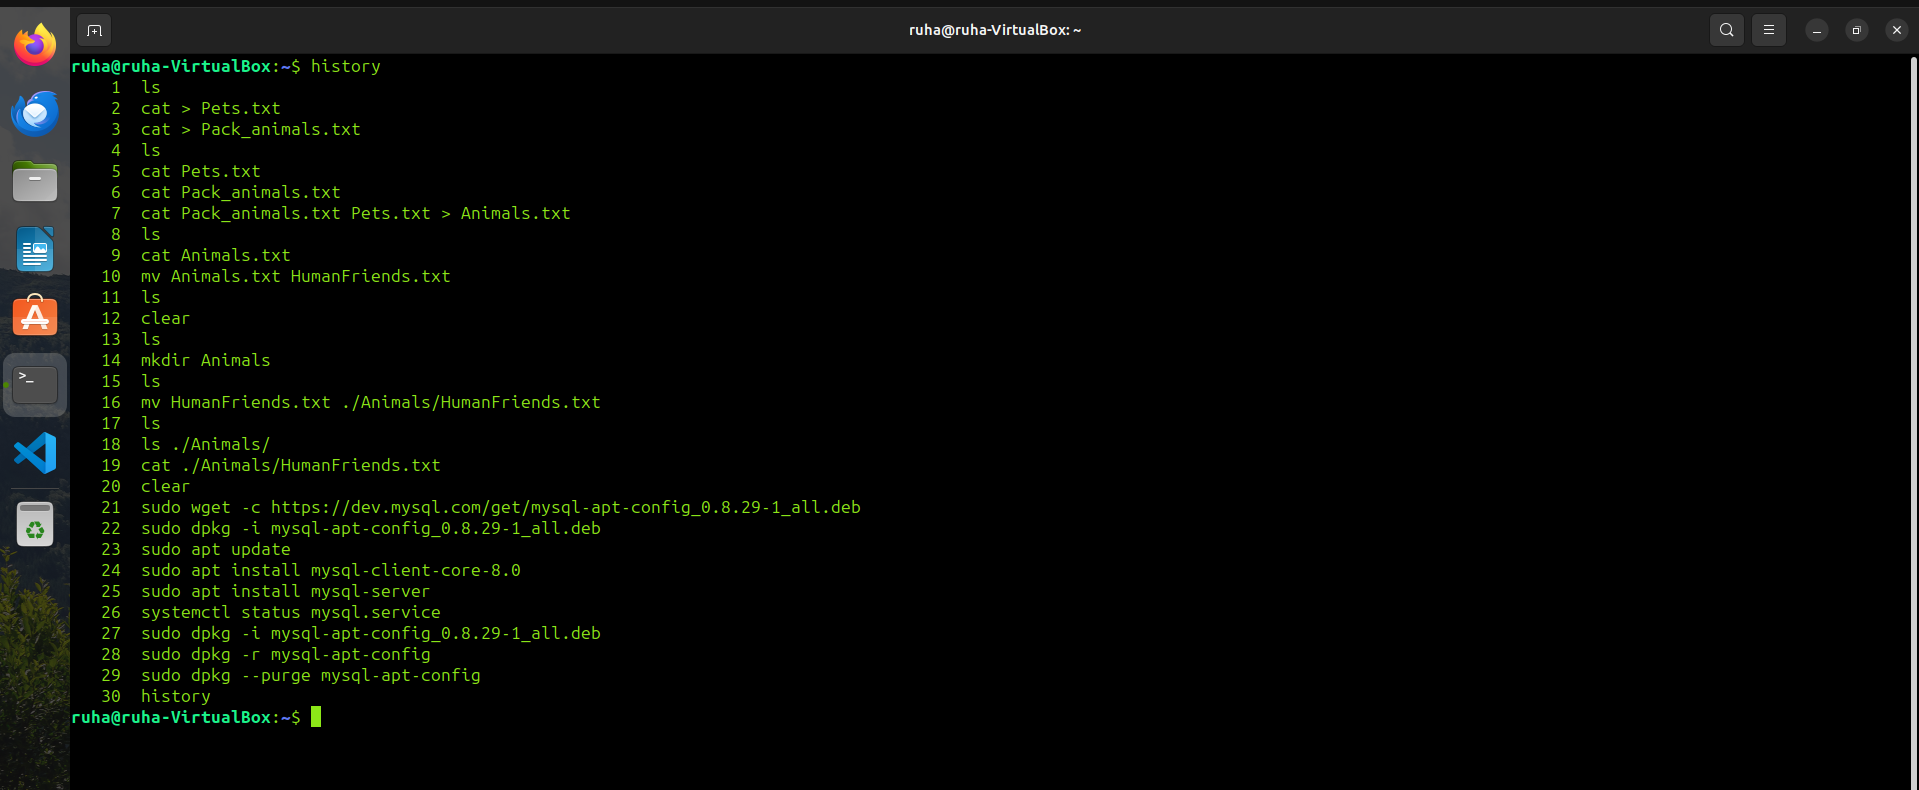 ruha@ruha-VirtualBox: ~
ruha@ruha-VirtualBox:~$ history
1 ls
2 cat > Pets.txt
3 cat > Pack_animals.txt
4 ls
5 cat Pets.txt
6 cat Pack_animals.txt
7 cat Pack_animals.txt Pets.txt > Animals.txt
8 ls
9 cat Animals.txt
10 mv Animals.txt HumanFriends.txt
11 ls
12 clear
13 ls
14 mkdir Animals
15 ls
16 mv HumanFriends.txt ./Animals/HumanFriends.txt
17 ls
18 ls ./Animals/
19 cat ./Animals/HumanFriends.txt
20 clear
21 sudo wget -c https://dev.mysql.com/get/mysql-apt-config_0.8.29-1_all.deb
22 sudo dpkg -i mysql-apt-config_0.8.29-1_all.deb
23 sudo apt update
24 sudo apt install mysql-client-core-8.0
25 sudo apt install mysql-server
26 systemctl status mysql.service
27 sudo dpkg -i mysql-apt-config_0.8.29-1_all.deb
28 sudo dpkg -r mysql-apt-config
29 sudo dpkg --purge mysql-apt-config
30 history
ruha@ruha-VirtualBox:~$